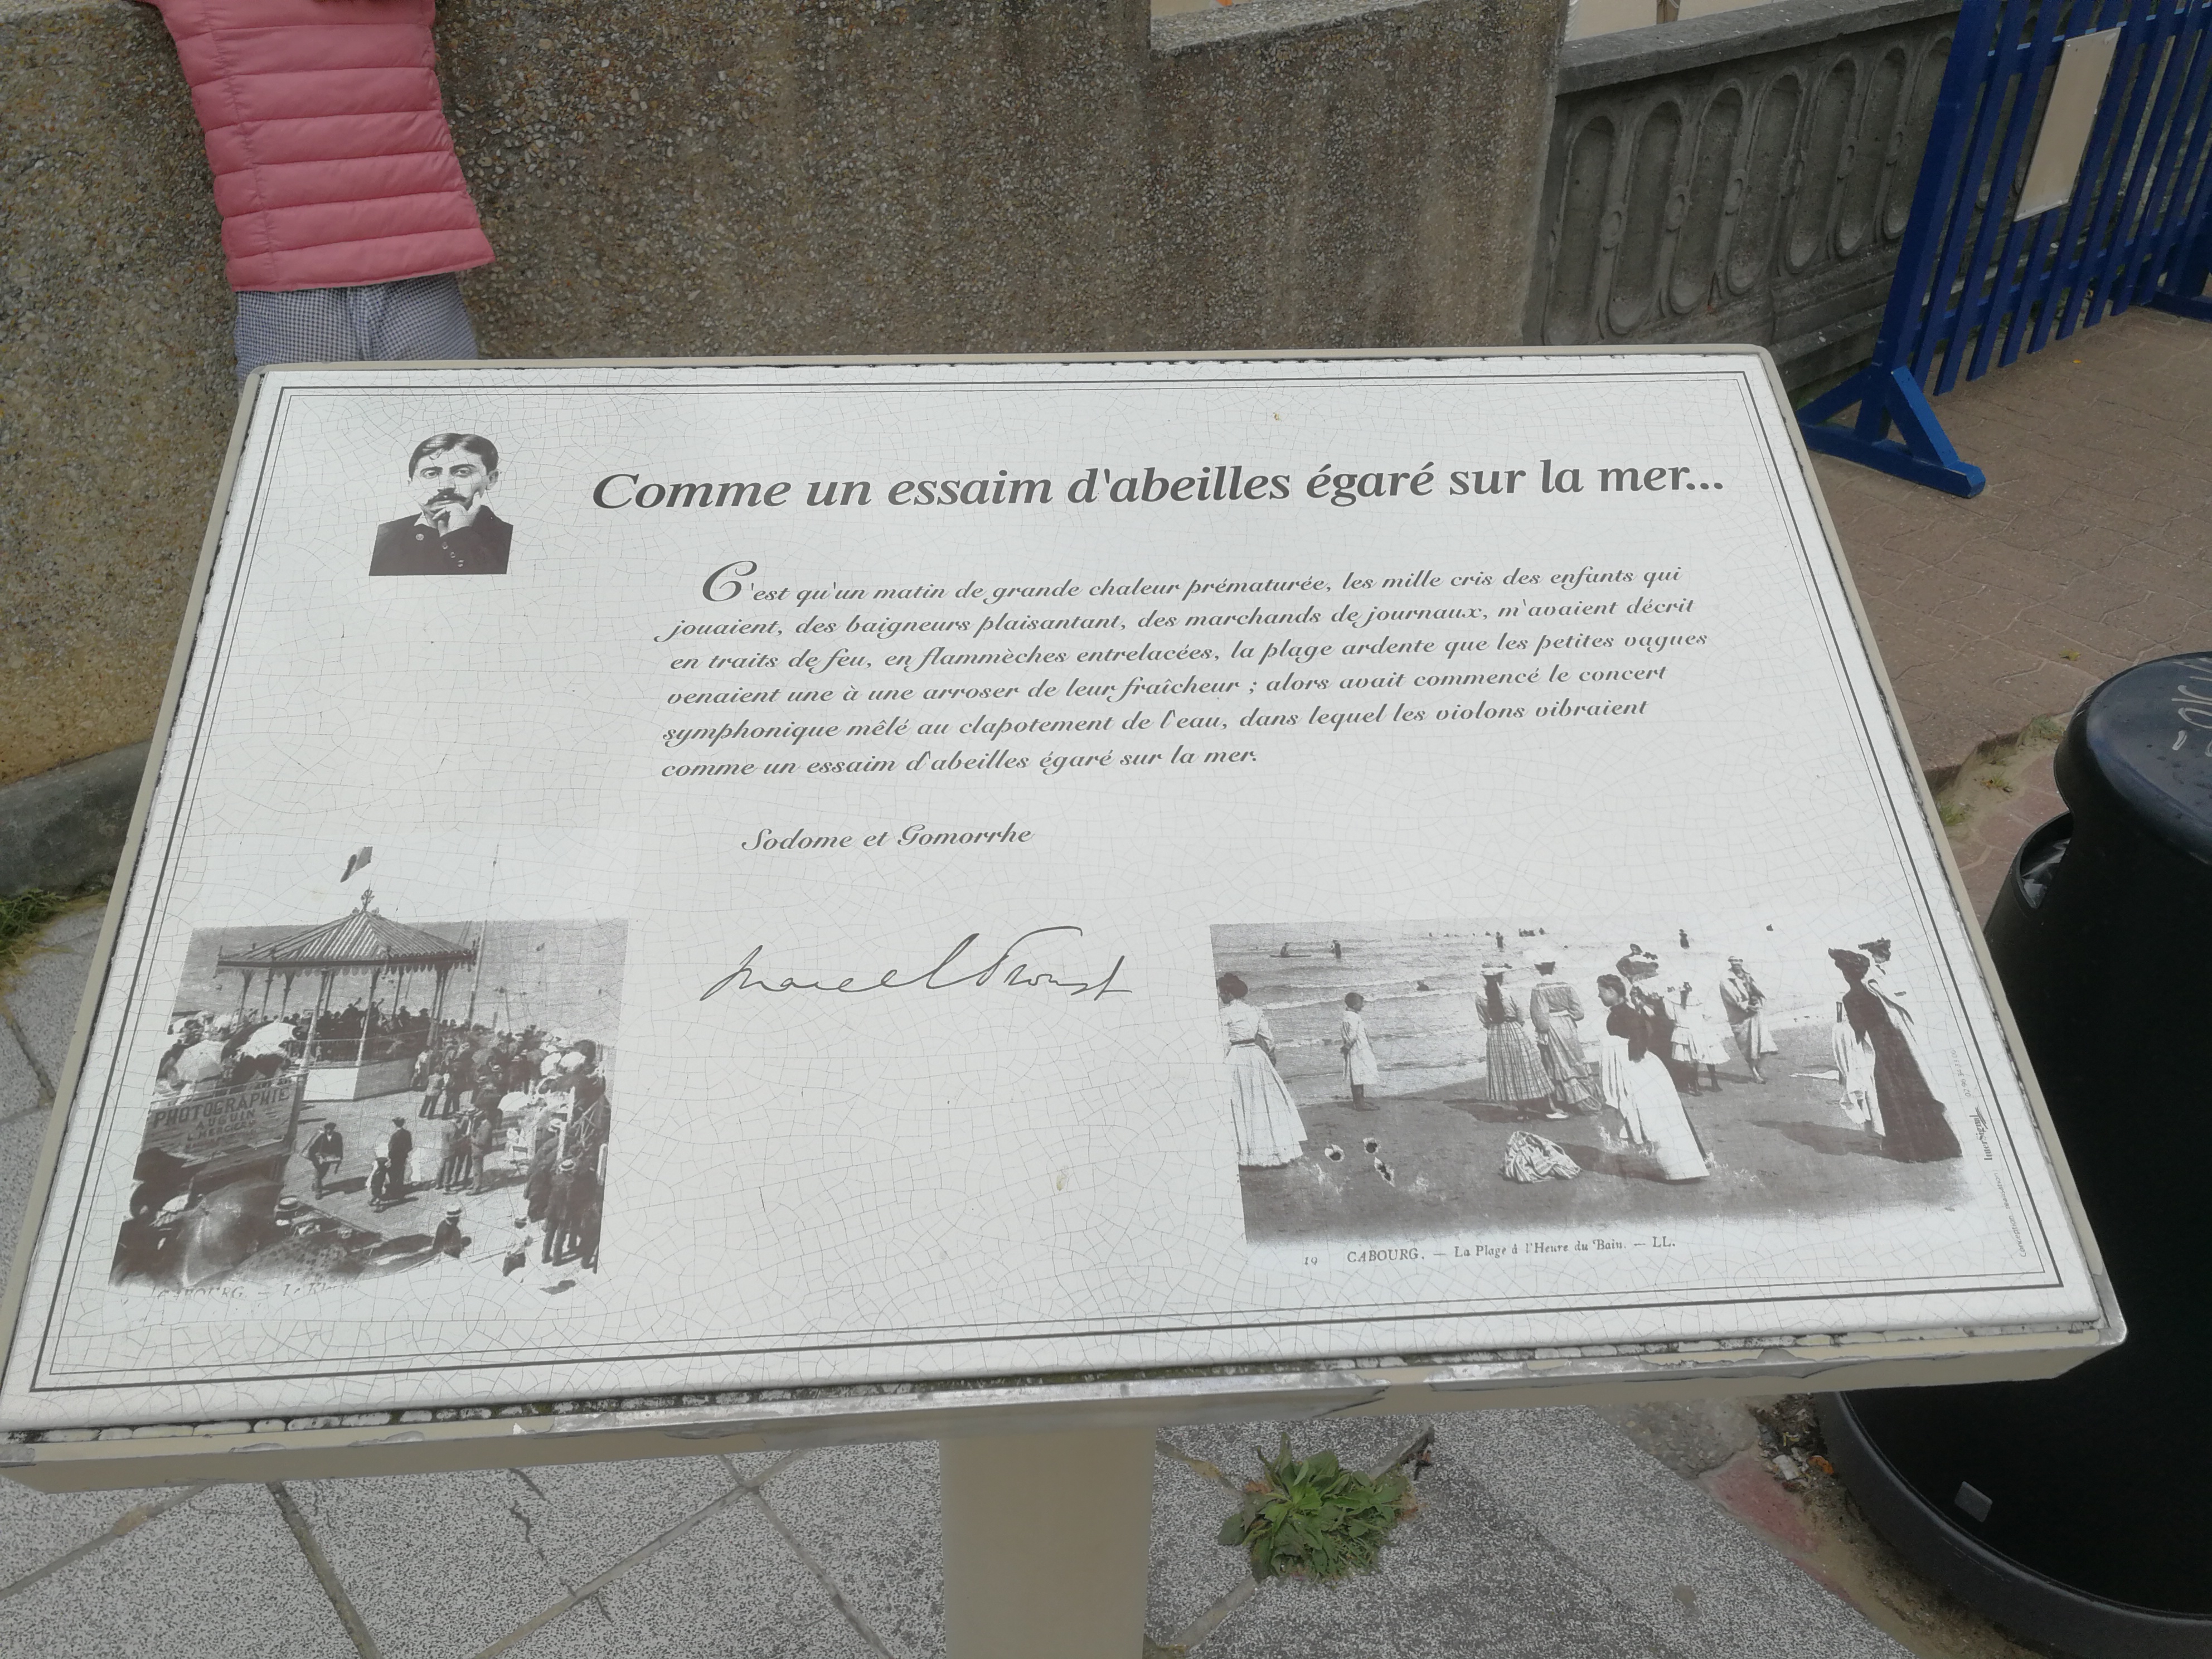 Comme un essaim d'abeilles égaré sur la mer...
C'est qu'un matin de grande chaleur prématurée, les mille cris des enfants qui
jouaient, des baigneurs plaisantant, des marchands de journaux, m'avaient décrit
en traits de feu, en flammèches entrelacées, la plage ardente que les petites vagues
venaient une à une arroser de leur fraîcheur ; alors avait commencé le concert
symphonique mêlé au clapotement de l'eau, dans lequel les violons vibraient
comme un essaim d'abeilles égaré sur la mer.
Sodome et Gomorrhe
Marcel Proust
PHOTOGRAPHIE
CABOURG. —
19 CABOURG. — La Plage à l'Heure du Bain. — LL.